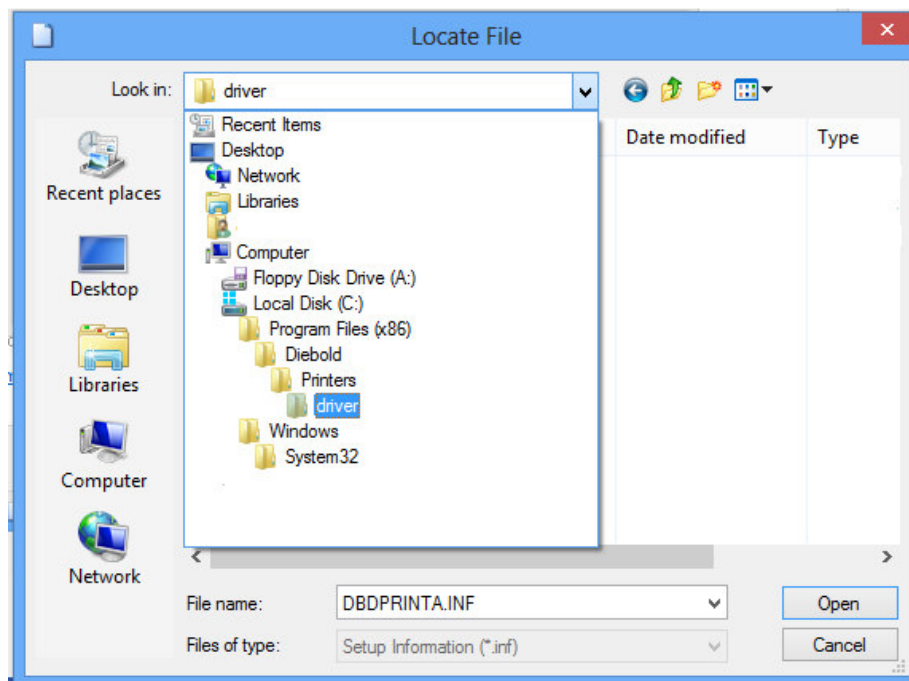 Locate File
Look in:
driver
Recent Items
Desktop
Network
Libraries
Computer
Floppy Disk Drive (A:)
Local Disk (C:)
Program Files (x86)
Diebold
Printers
driver
Windows
System32
Date modified
Type
Recent places
Desktop
Libraries
Computer
Network
File name:
DBDPRINTA.INF
Open
Files of type:
Setup Information (*.inf)
Cancel